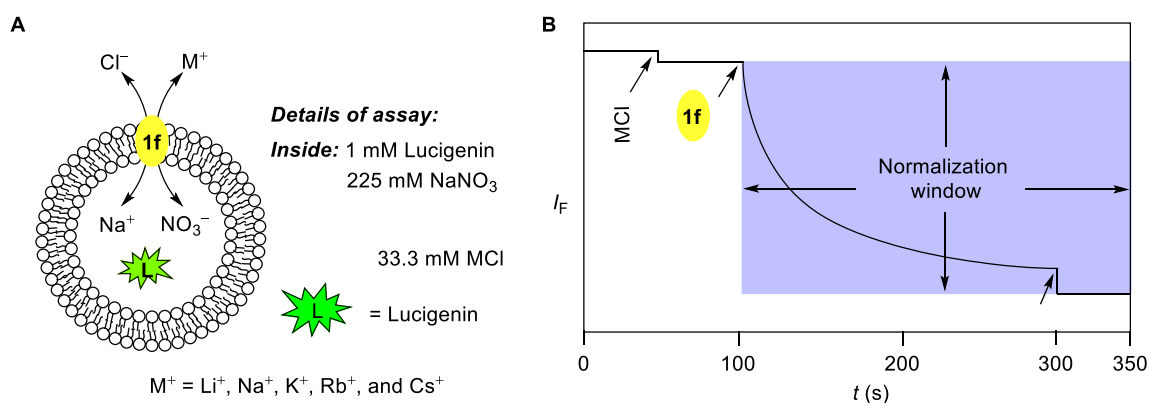 A
Cl⁻
M⁺
1f
Na⁺
NO₃⁻
L
Details of assay:
Inside: 1 mM Lucigenin
225 mM NaNO₃
33.3 mM MCl
L
= Lucigenin
M⁺ = Li⁺, Na⁺, K⁺, Rb⁺, and Cs⁺
B
I_F
MCl
1f
Normalization
window
0
100
200
300
350
t (s)